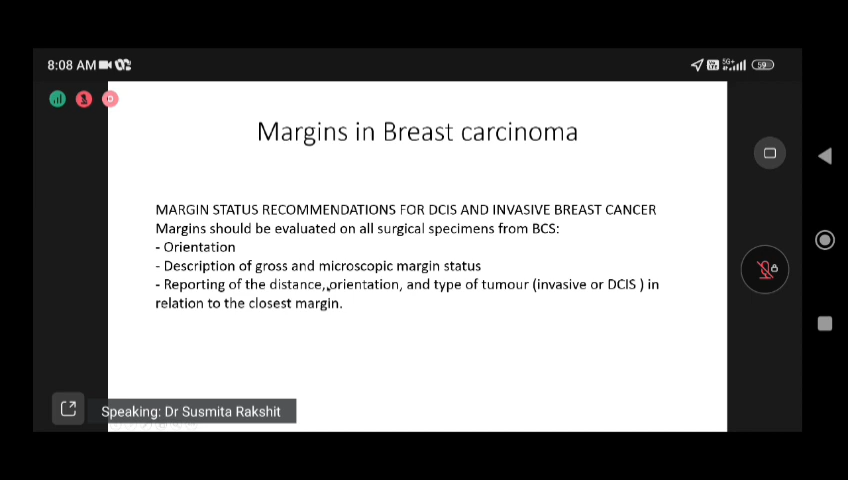 8:08 AM
5G+
59
Margins in Breast carcinoma
MARGIN STATUS RECOMMENDATIONS FOR DCIS AND INVASIVE BREAST CANCER
Margins should be evaluated on all surgical specimens from BCS:
- Orientation
- Description of gross and microscopic margin status
- Reporting of the distance,,orientation, and type of tumour (invasive or DCIS ) in
relation to the closest margin.
Speaking: Dr Susmita Rakshit